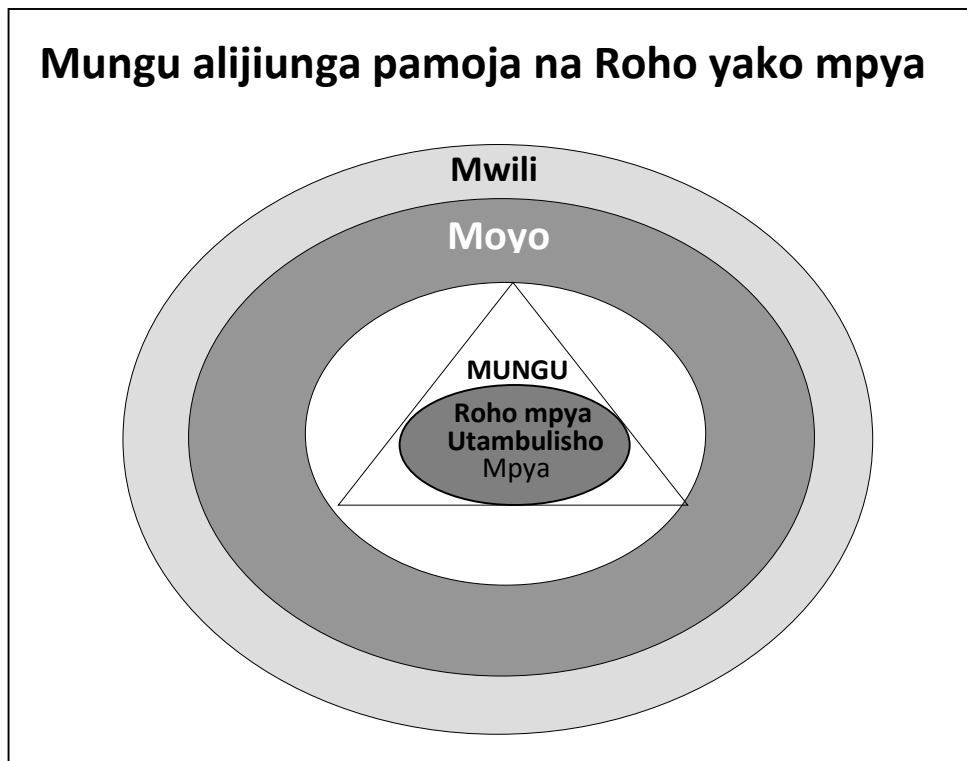 Mungu alijiunga pamoja na Roho yako mpya
Mwili
Moyo
MUNGU
Roho mpya
Utambulisho
Mpya